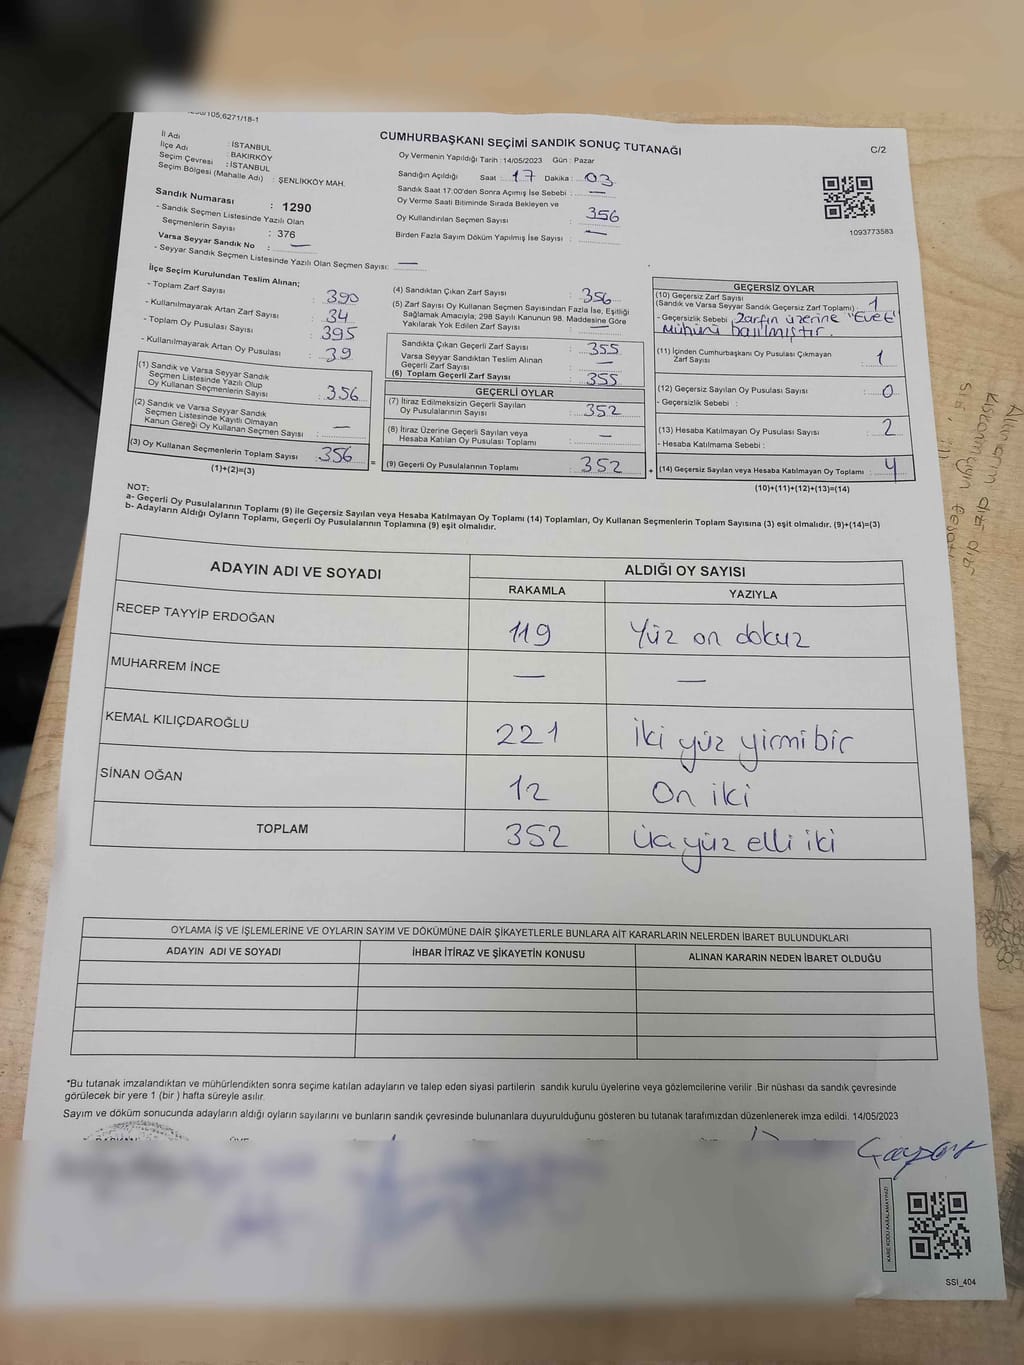 105,6271/18-1
CUMHURBAŞKANI SEÇİMİ SANDIK SONUÇ TUTANAĞI
C/2
İl Adı : İSTANBUL
İlçe Adı : BAKIRKÖY
Seçim Çevresi : İSTANBUL
Seçim Bölgesi (Mahalle Adı) : ŞENLİKKÖY MAH.
Sandık Numarası : 1290
- Sandık Seçmen Listesinde Yazılı Olan
Seçmenlerin Sayısı : 376
Varsa Seyyar Sandık No : —
- Seyyar Sandık Seçmen Listesinde Yazılı Olan Seçmen Sayısı: —
Oy Vermenin Yapıldığı Tarih : 14/05/2023 Gün : Pazar
Sandığın Açıldığı Saat : 17 Dakika : 03
Sandık Saat 17:00'den Sonra Açımış İse Sebebi : —
Oy Verme Saati Bitiminde Sırada Bekleyen ve
Oy Kullandırılan Seçmen Sayısı : 356
Birden Fazla Sayım Döküm Yapılmış İse Sayısı : —
1093773583
İlçe Seçim Kurulundan Teslim Alınan;
- Toplam Zarf Sayısı : 390
- Kullanılmayarak Artan Zarf Sayısı : 34
- Toplam Oy Pusulası Sayısı : 395
- Kullanılmayarak Artan Oy Pusulası : 39
(1) Sandık ve Varsa Seyyar Sandık
Seçmen Listesinde Yazılı Olup
Oy Kullanan Seçmenlerin Sayısı : 356
(2) Sandık ve Varsa Seyyar Sandık
Seçmen Listesinde Kayıtlı Olmayan
Kanun Gereği Oy Kullanan Seçmen Sayısı : —
(3) Oy Kullanan Seçmenlerin Toplam Sayısı : 356
(1)+(2)=(3)
=
(4) Sandıktan Çıkan Zarf Sayısı : 356
(5) Zarf Sayısı Oy Kullanan Seçmen Sayısından Fazla İse, Eşitliği
Sağlamak Amacıyla; 298 Sayılı Kanunun 98. Maddesine Göre
Yakılarak Yok Edilen Zarf Sayısı : —
Sandıkta Çıkan Geçerli Zarf Sayısı : 355
Varsa Seyyar Sandıktan Teslim Alınan
Geçerli Zarf Sayısı : —
(6) Toplam Geçerli Zarf Sayısı : 355
GEÇERLİ OYLAR
(7) İtiraz Edilmeksizin Geçerli Sayılan
Oy Pusulalarının Sayısı : 352
(8) İtiraz Üzerine Geçerli Sayılan veya
Hesaba Katılan Oy Pusulası Toplamı : —
(9) Geçerli Oy Pusulalarının Toplamı : 352
+
GEÇERSİZ OYLAR
(10) Geçersiz Zarf Sayısı
(Sandık ve Varsa Seyyar Sandık Geçersiz Zarf Toplamı) : 1
- Geçersizlik Sebebi : Zarfın üzerine "Evet"
mührü basılmıştır.
(11) İçinden Cumhurbaşkanı Oy Pusulası Çıkmayan
Zarf Sayısı : 1
(12) Geçersiz Sayılan Oy Pusulası Sayısı : 0
- Geçersizlik Sebebi :
(13) Hesaba Katılmayan Oy Pusulası Sayısı : 2
- Hesaba Katılmama Sebebi :
(14) Geçersiz Sayılan veya Hesaba Katılmayan Oy Toplamı : 4
(10)+(11)+(12)+(13)=(14)
NOT:
a- Geçerli Oy Pusulalarının Toplamı (9) ile Geçersiz Sayılan veya Hesaba Katılmayan Oy Toplamı (14) Toplamları, Oy Kullanan Seçmenlerin Toplam Sayısına (3) eşit olmalıdır. (9)+(14)=(3)
b- Adayların Aldığı Oyların Toplamı, Geçerli Oy Pusulalarının Toplamına (9) eşit olmalıdır.
ADAYIN ADI VE SOYADI
ALDIĞI OY SAYISI
RAKAMLA YAZIYLA
RECEP TAYYİP ERDOĞAN 119 Yüz on dokuz
MUHARREM İNCE — —
KEMAL KILIÇDAROĞLU 221 İki yüz yirmi bir
SİNAN OĞAN 12 On iki
TOPLAM 352 Üç yüz elli iki
OYLAMA İŞ VE İŞLEMLERİNE VE OYLARIN SAYIM VE DÖKÜMÜNE DAİR ŞİKAYETLERLE BUNLARA AİT KARARLARIN NELERDEN İBARET BULUNDUKLARI
ADAYIN ADI VE SOYADI İHBAR İTİRAZ VE ŞİKAYETİN KONUSU ALINAN KARARIN NEDEN İBARET OLDUĞU
*Bu tutanak imzalandıktan ve mühürlendikten sonra seçime katılan adayların ve talep eden siyasi partilerin sandık kurulu üyelerine veya gözlemcilerine verilir .Bir nüshası da sandık çevresinde
görülecek bir yere 1 (bir ) hafta süreyle asılır.
Sayım ve döküm sonucunda adayların aldığı oyların sayılarını ve bunların sandık çevresinde bulunanlara duyurulduğunu gösteren bu tutanak tarafımızdan düzenlenerek imza edildi. 14/05/2023
KARE KODU KARALAMAYINIZ!
SSİ_404